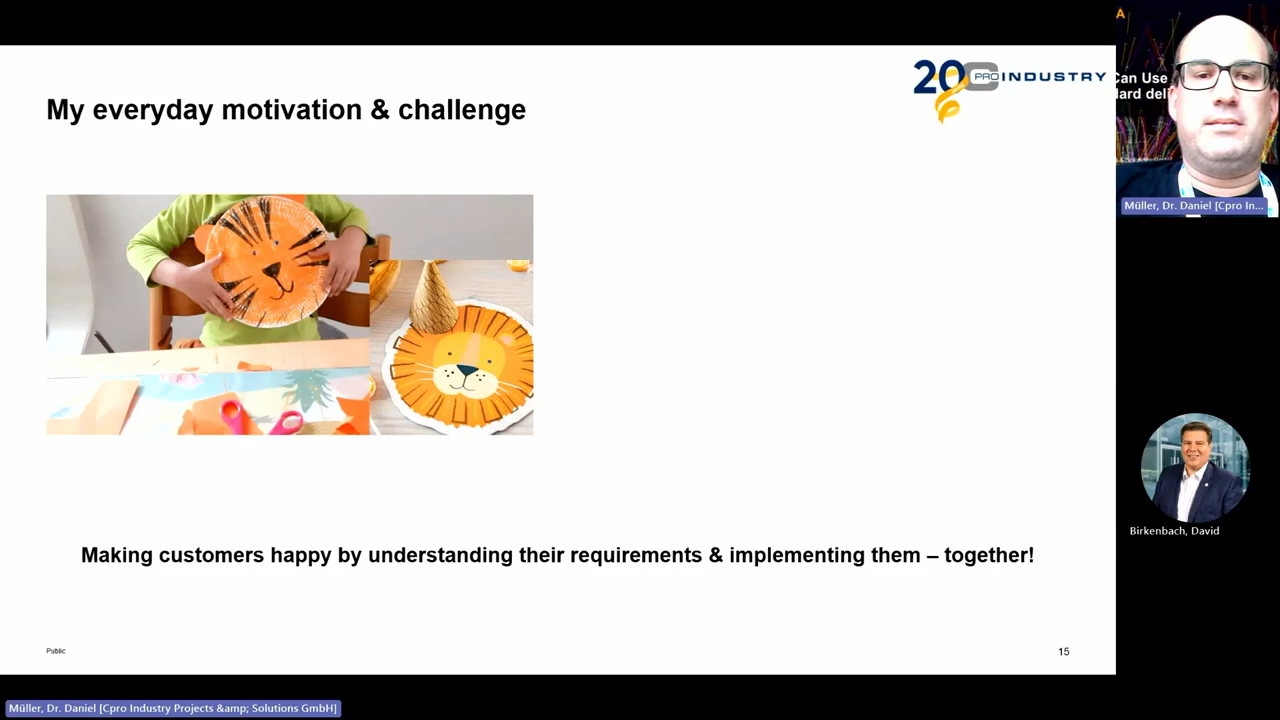 My everyday motivation & challenge
20 C PRO INDUSTRY
Making customers happy by understanding their requirements & implementing them – together!
Public
15
A
Can Use
dard deli
Müller, Dr. Daniel [Cpro In...
Birkenbach, David
Müller, Dr. Daniel [Cpro Industry Projects &amp; Solutions GmbH]